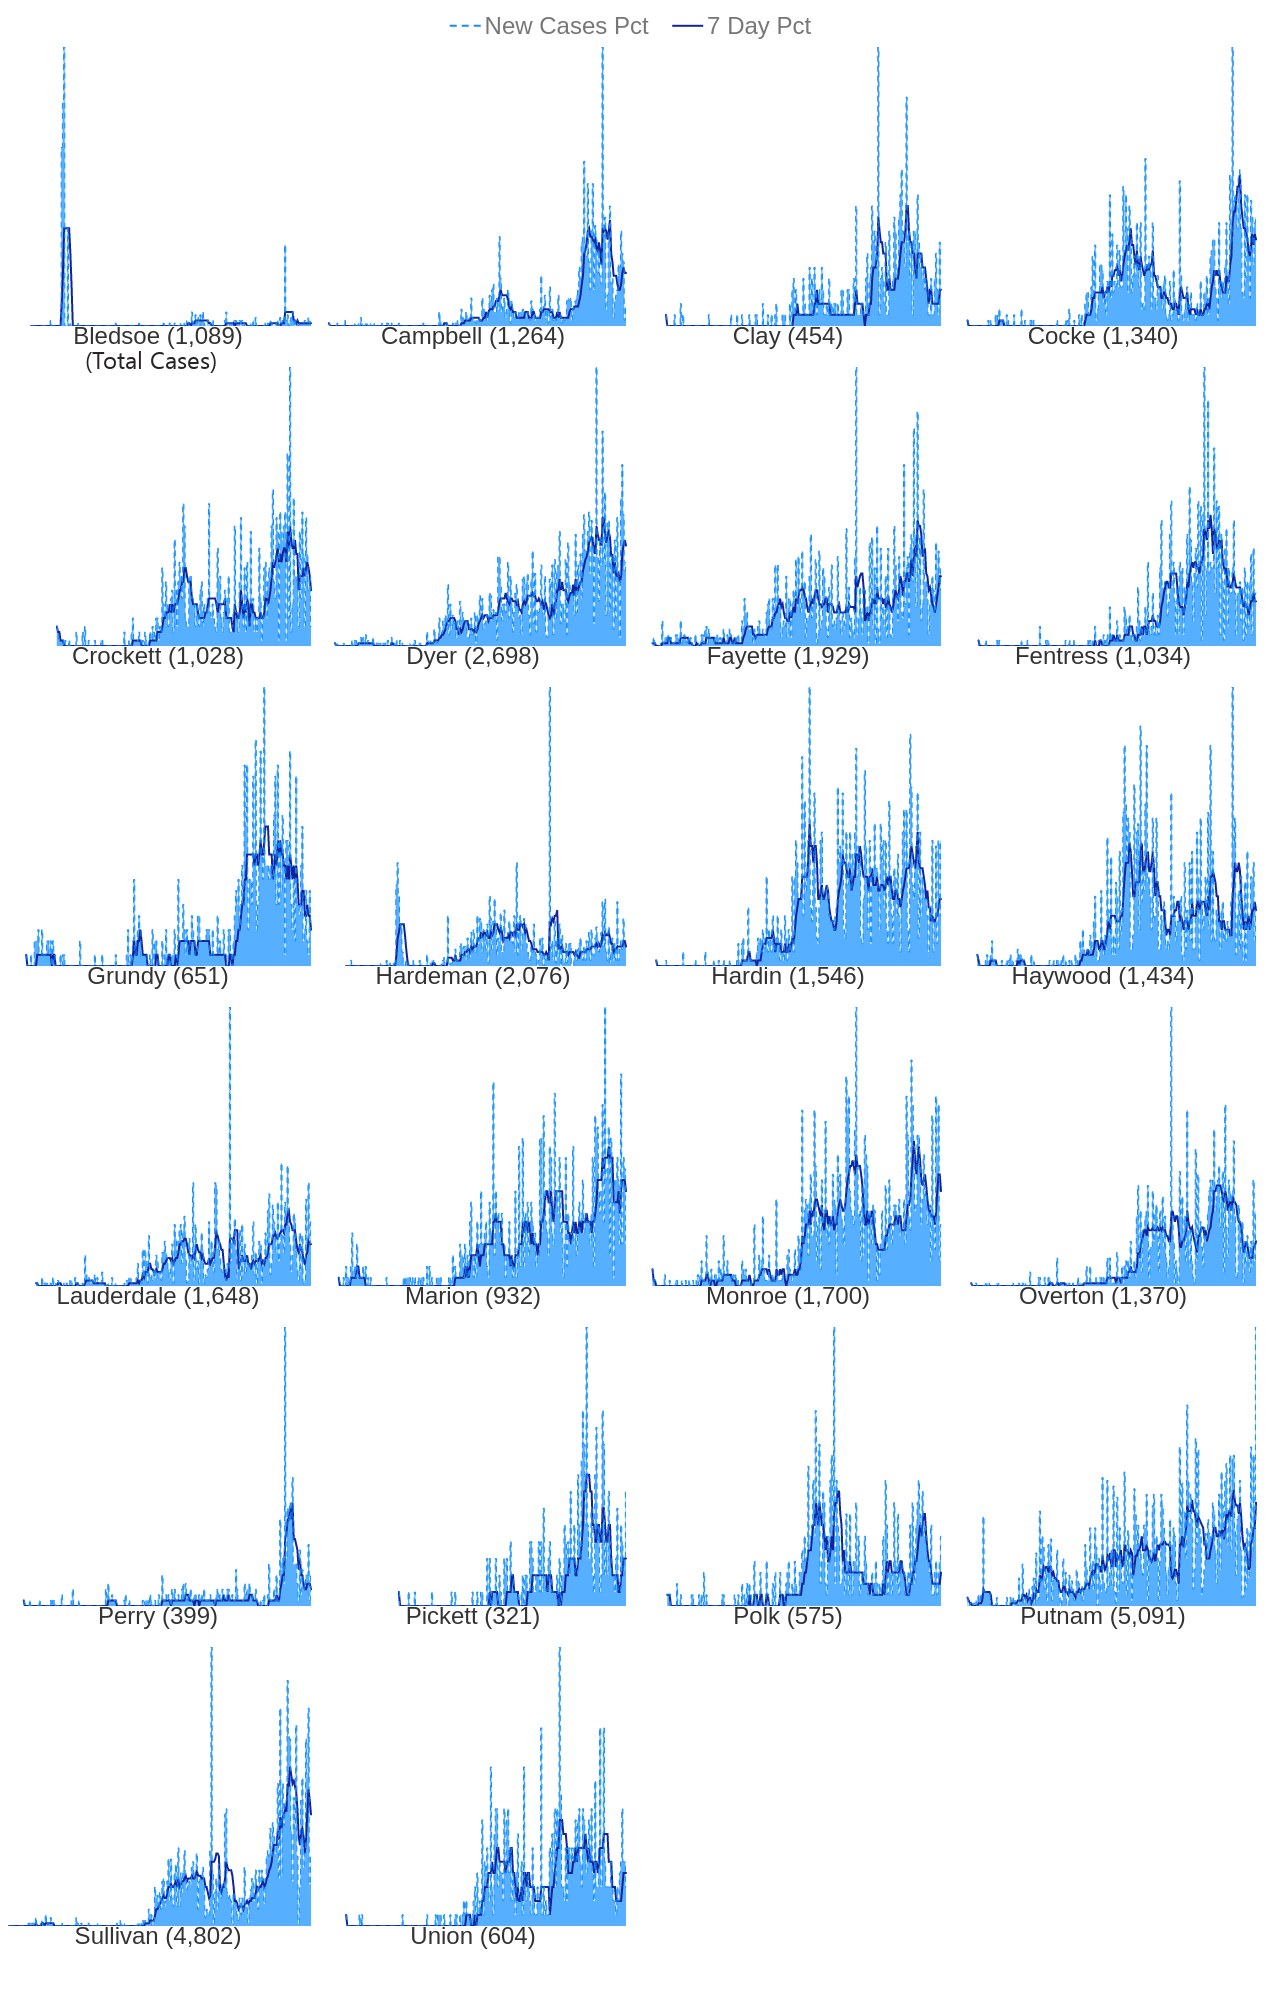 New Cases Pct 7 Day Pct
Bledsoe (1,089) Campbell (1,264) Clay (454) Cocke (1,340)
(Total Cases)
Crockett (1,028) Dyer (2,698) Fayette (1,929) Fentress (1,034)
Grundy (651) Hardeman (2,076) Hardin (1,546) Haywood (1,434)
Lauderdale (1,648) Marion (932) Monroe (1,700) Overton (1,370)
Perry (399) Pickett (321) Polk (575) Putnam (5,091)
Sullivan (4,802) Union (604)